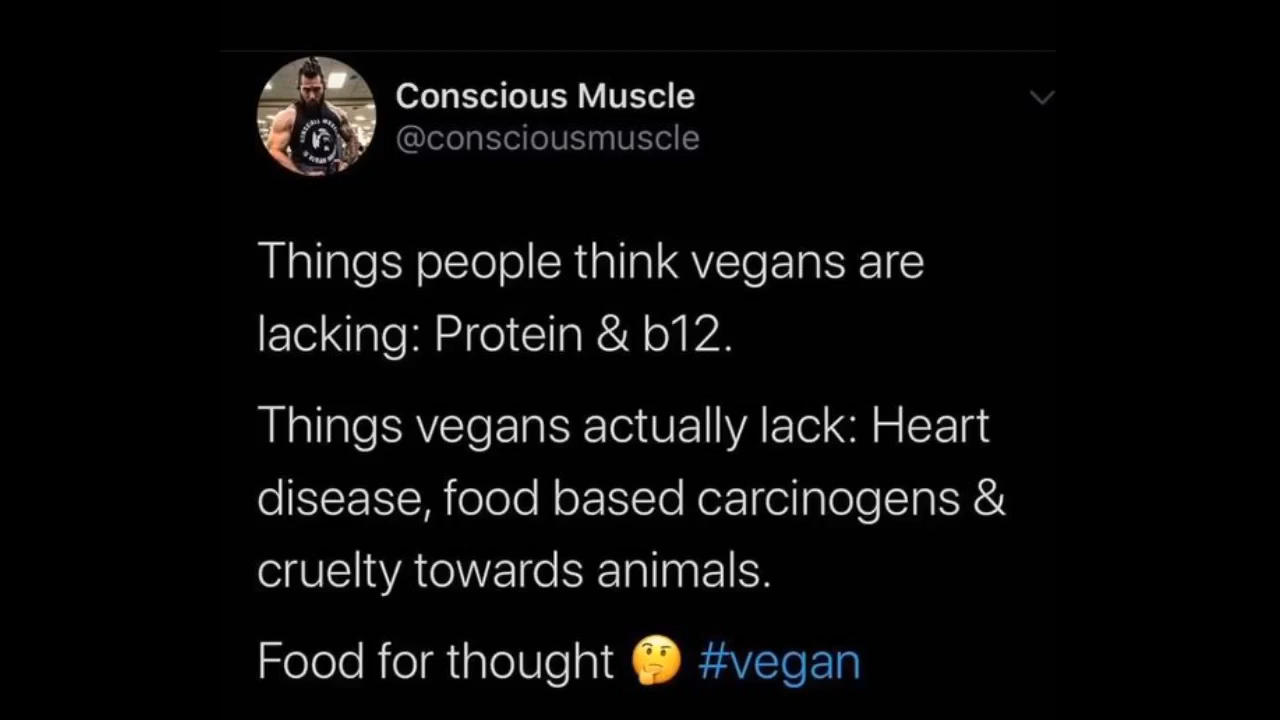 Conscious Muscle
@consciousmuscle
Things people think vegans are
lacking: Protein & b12.
Things vegans actually lack: Heart
disease, food based carcinogens &
cruelty towards animals.
Food for thought 🤔 #vegan